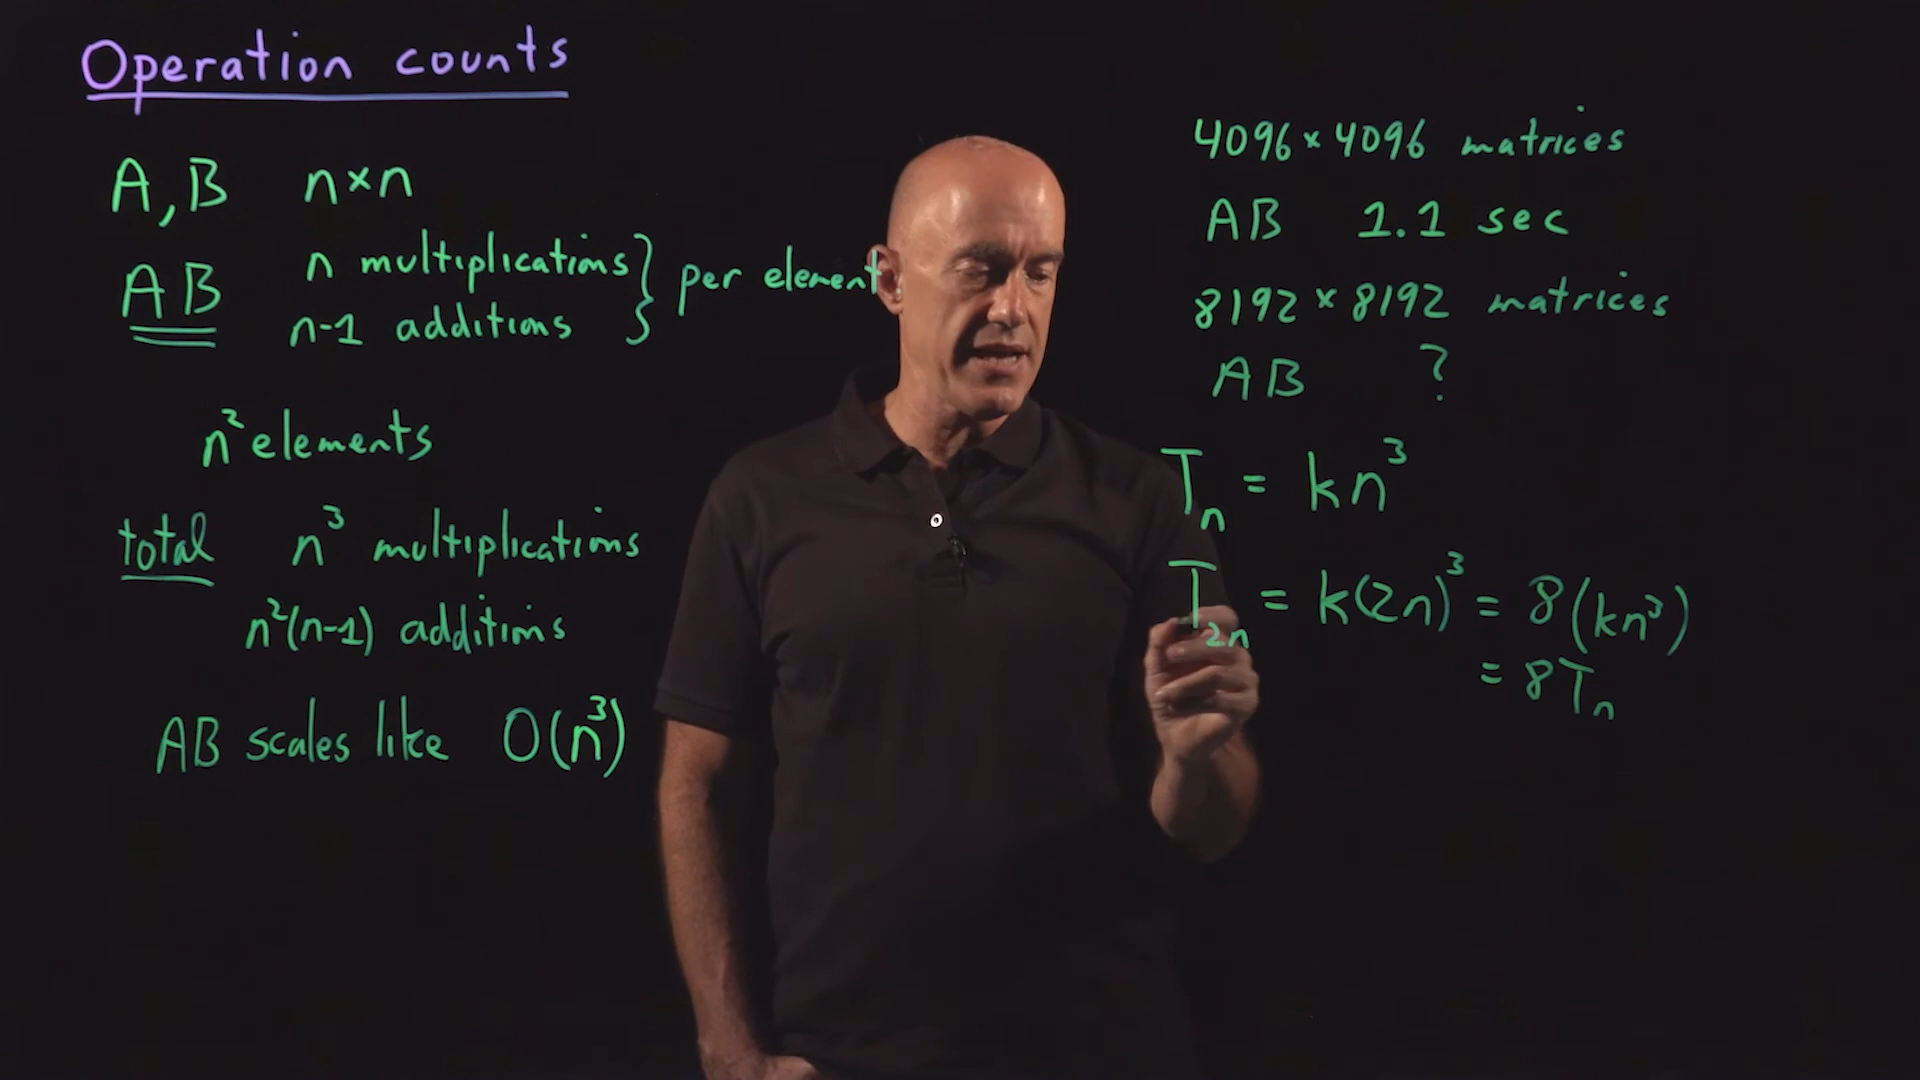 Operation counts
A, B n×n
AB n multiplications } per element
n-1 additions
n² elements
total n³ multiplications
n²(n-1) additions
AB scales like O(n³)
4096 × 4096 matrices
AB 1.1 sec
8192 × 8192 matrices
AB ?
Tₙ = kn³
T₂ₙ = k(2n)³ = 8(kn³)
= 8Tₙ